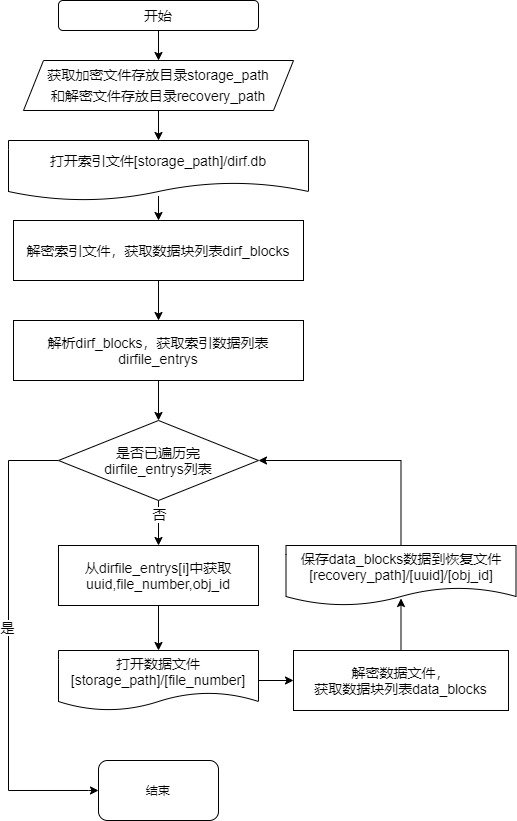 开始
获取加密文件存放目录storage_path
和解密文件存放目录recovery_path
打开索引文件[storage_path]/dirf.db
解密索引文件，获取数据块列表dirf_blocks
解析dirf_blocks，获取索引数据列表
dirfile_entrys
是否已遍历完
dirfile_entrys列表
否
从dirfile_entrys[i]中获取
uuid,file_number,obj_id
保存data_blocks数据到恢复文件
[recovery_path]/[uuid]/[obj_id]
是
打开数据文件
[storage_path]/[file_number]
解密数据文件，
获取数据块列表data_blocks
结束